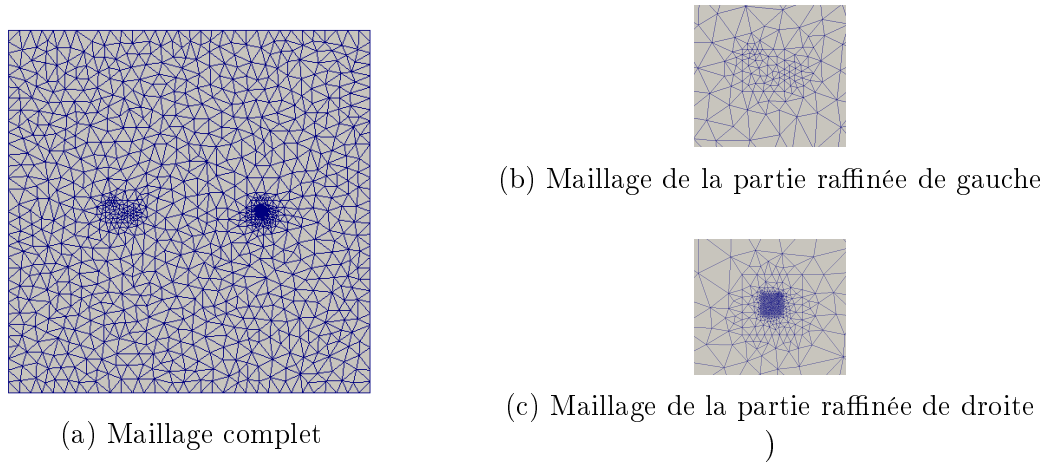 (a) Maillage complet
(b) Maillage de la partie raffinée de gauche
(c) Maillage de la partie raffinée de droite
)